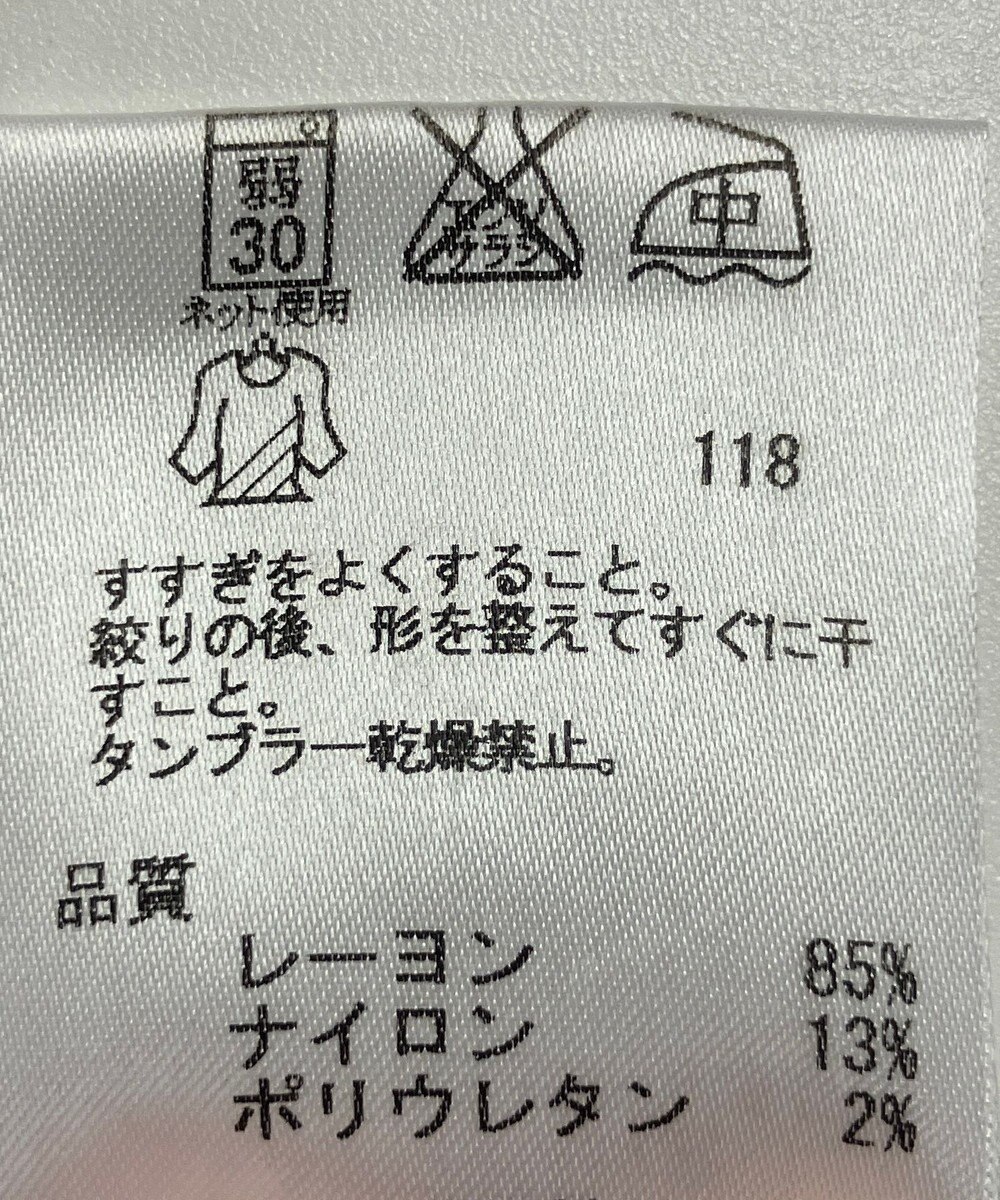 弱
30
ネット使用
エンソ
サラシ
中
118
すすぎをよくすること。
絞りの後、形を整えてすぐに干
すこと。
タンブラー乾燥禁止。
品質
レーヨン 85%
ナイロン 13%
ポリウレタン 2%